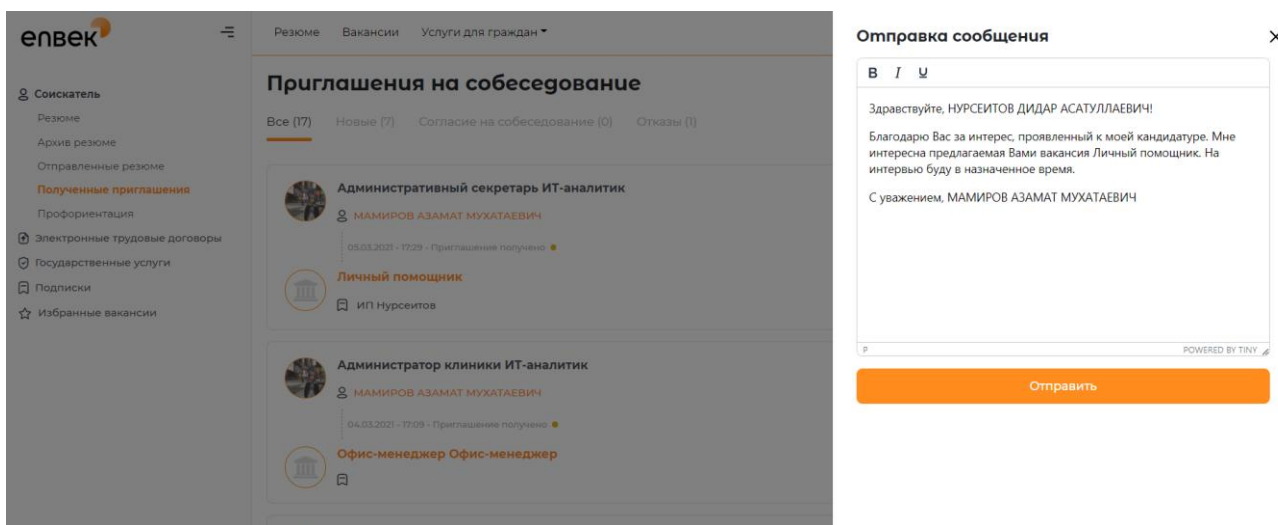 enbek
Резюме Вакансии Услуги для граждан
Соискатель
Резюме
Архив резюме
Отправленные резюме
Полученные приглашения
Профориентация
Электронные трудовые договоры
Государственные услуги
Подписки
Избранные вакансии
Приглашения на собеседование
Все (17) Новые (7) Согласие на собеседование (0) Отказы (1)
Административный секретарь ИТ-аналитик
МАМИРОВ АЗАМАТ МУХАТАЕВИЧ
05.03.2021 - 17:29 - Приглашение получено
Личный помощник
ИП Нурсеитов
Администратор клиники ИТ-аналитик
МАМИРОВ АЗАМАТ МУХАТАЕВИЧ
04.03.2021 - 17:09 - Приглашение получено
Офис-менеджер Офис-менеджер
Отправка сообщения
B I U
Здравствуйте, НУРСЕИТОВ ДИДАР АСАТУЛЛАЕВИЧ!
Благодарю Вас за интерес, проявленный к моей кандидатуре. Мне
интересна предлагаемая Вами вакансия Личный помощник. На
интервью буду в назначенное время.
С уважением, МАМИРОВ АЗАМАТ МУХАТАЕВИЧ
P POWERED BY TINY
Отправить